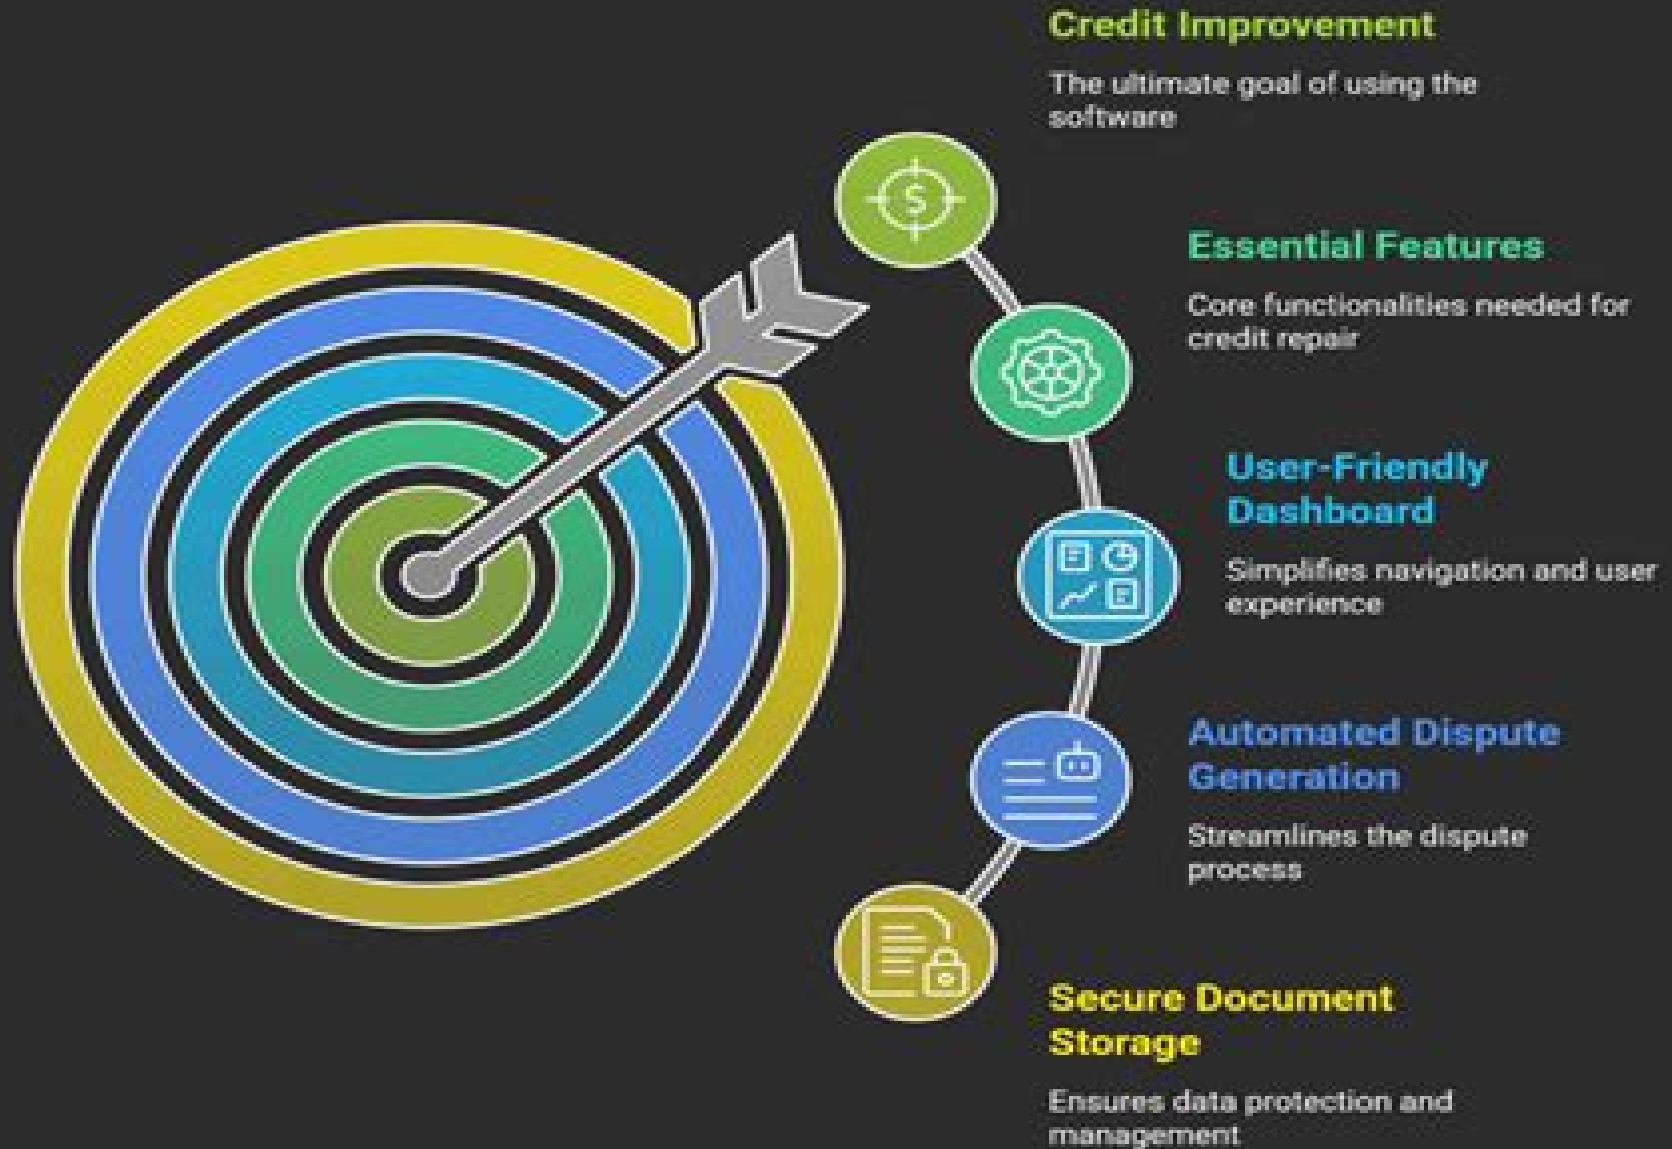 Credit Improvement
The ultimate goal of using the
software
Essential Features
Core functionalities needed for
credit repair
User-Friendly
Dashboard
Simplifies navigation and user
experience
Automated Dispute
Generation
Streamlines the dispute
process
Secure Document
Storage
Ensures data protection and
management